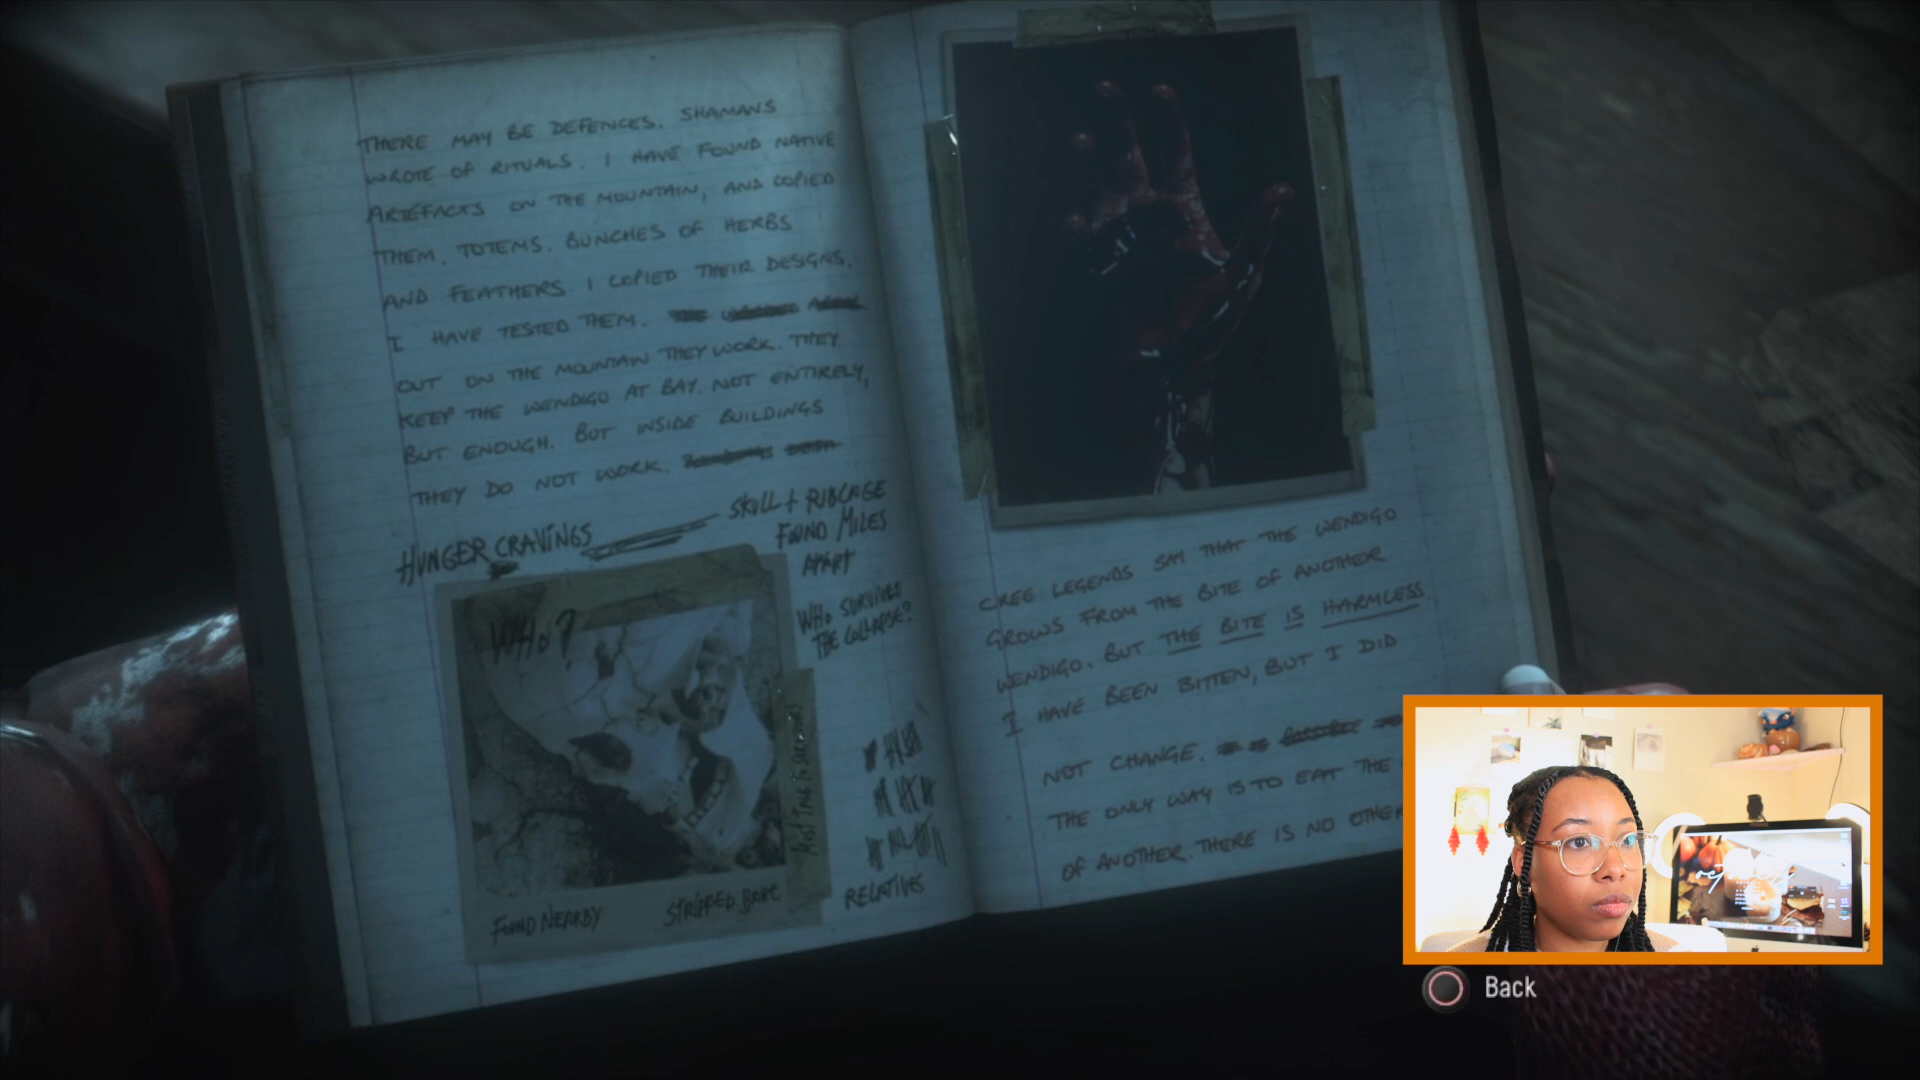 THERE MAY BE DEFENCES. SHAMANS
WROTE OF RITUALS. I HAVE FOUND NATIVE
ARTEFACTS ON THE MOUNTAIN, AND COPIED
THEM. TOTEMS. BUNCHES OF HERBS
AND FEATHERS. I COPIED THEIR DESIGNS.
I HAVE TESTED THEM.
OUT ON THE MOUNTAIN THEY WORK. THEY
KEEP THE WENDIGO AT BAY. NOT ENTIRELY,
BUT ENOUGH. BUT INSIDE BUILDINGS
THEY DO NOT WORK.
HUNGER CRAVINGS
SKULL + RIBCAGE
FOUND MILES
APART
WHO?
WHO SURVIVED
THE COLLAPSE?
FOUND NEARBY
STRIPPED BARE
RELATIVES
CREE LEGENDS SAY THAT THE WENDIGO
GROWS FROM THE BITE OF ANOTHER
WENDIGO. BUT THE BITE IS HARMLESS.
I HAVE BEEN BITTEN, BUT I DID
NOT CHANGE.
THE ONLY WAY IS TO EAT THE
OF ANOTHER. THERE IS NO OTHER
Back